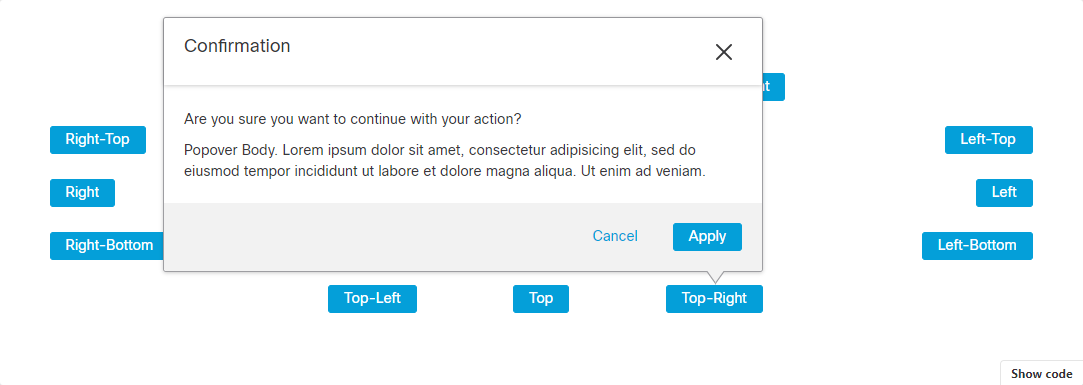 Confirmation
Are you sure you want to continue with your action?
Popover Body. Lorem ipsum dolor sit amet, consectetur adipisicing elit, sed do
eiusmod tempor incididunt ut labore et dolore magna aliqua. Ut enim ad veniam.
Cancel
Apply
Right-Top
Left-Top
Right
Left
Right-Bottom
Left-Bottom
Top-Left
Top
Top-Right
Show code